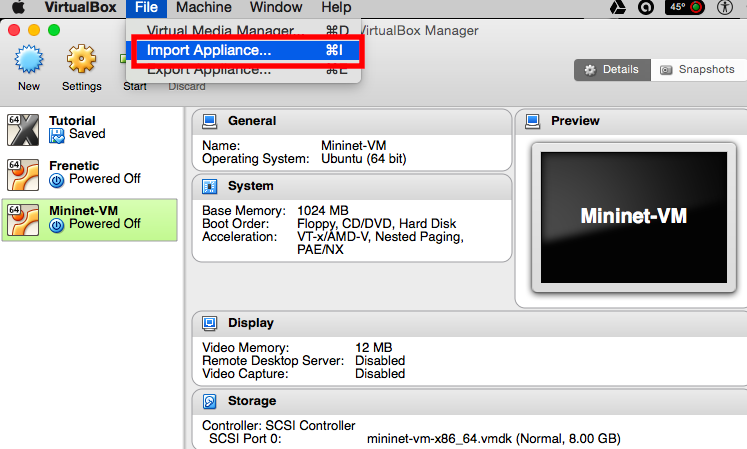 VirtualBox File Machine Window Help 45°
Virtual Media Manager... ⌘D VirtualBox Manager
Import Appliance... ⌘I
Export Appliance... ⌘E
New Settings Start Discard
Details Snapshots
64 Tutorial
Saved
64 Frenetic
Powered Off
64 Mininet-VM
Powered Off
General
Name: Mininet-VM
Operating System: Ubuntu (64 bit)
System
Base Memory: 1024 MB
Boot Order: Floppy, CD/DVD, Hard Disk
Acceleration: VT-x/AMD-V, Nested Paging,
PAE/NX
Preview
Mininet-VM
Display
Video Memory: 12 MB
Remote Desktop Server: Disabled
Video Capture: Disabled
Storage
Controller: SCSI Controller
SCSI Port 0: mininet-vm-x86_64.vmdk (Normal, 8.00 GB)